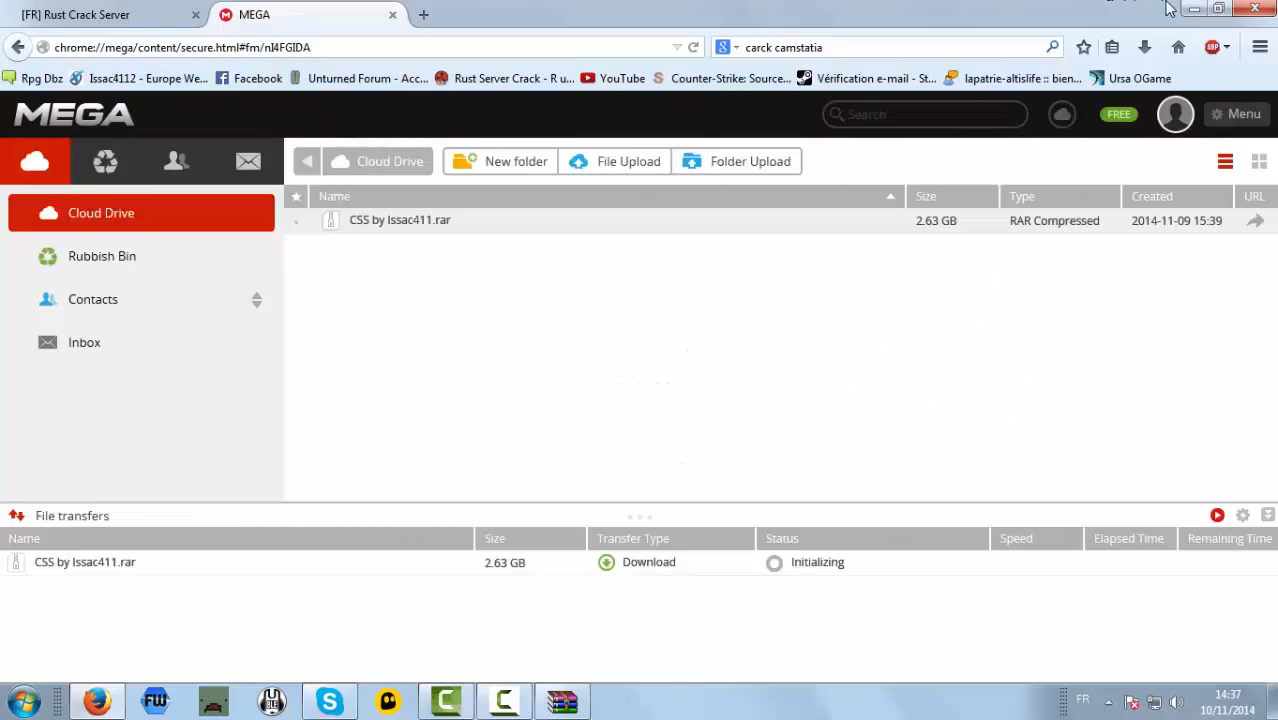 [FR] Rust Crack Server
MEGA
chrome://mega/content/secure.html#fm/nI4FGIDA
carck camstatia
ABP
Rpg Dbz
Issac4112 - Europe We...
Facebook
Unturned Forum - Acc...
Rust Server Crack - R u...
YouTube
Counter-Strike: Source...
Vérification e-mail - St...
lapatrie-altislife :: bien...
Ursa OGame
MEGA
Search
FREE
Menu
Cloud Drive
New folder
File Upload
Folder Upload
Cloud Drive
Rubbish Bin
Contacts
Inbox
Name
Size
Type
Created
URL
CSS by Issac411.rar
2.63 GB
RAR Compressed
2014-11-09 15:39
File transfers
Name
Size
Transfer Type
Status
Speed
Elapsed Time
Remaining Time
CSS by Issac411.rar
2.63 GB
Download
Initializing
FW
FR
14:37
10/11/2014